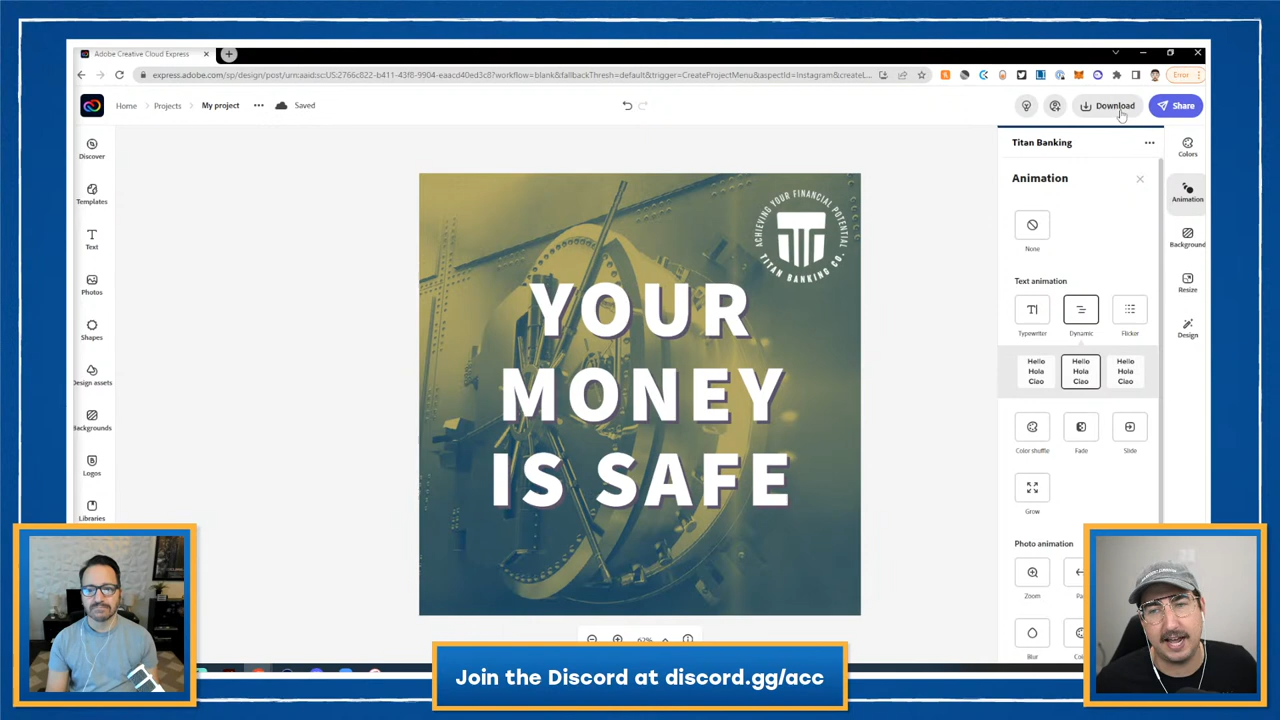 Adobe Creative Cloud Express
express.adobe.com/sp/design/post/urn:aaid:sc:US:2766c822-b411-43f8-9904-eaacd40ed3c8?workflow=blank&fallbackThresh=default&trigger=CreateProjectMenu&aspectId=Instagram&createL...
Error
Home
Projects
My project
Saved
Download
Share
Discover
Templates
Text
Photos
Shapes
Design assets
Backgrounds
Logos
Libraries
ACHIEVING YOUR FINANCIAL POTENTIAL
TITAN BANKING CO.
YOUR
MONEY
IS SAFE
62%
Titan Banking
Animation
None
Text animation
Typewriter
Dynamic
Flicker
Hello
Hola
Ciao
Hello
Hola
Ciao
Hello
Hola
Ciao
Color shuffle
Fade
Slide
Grow
Photo animation
Zoom
Blur
Colors
Animation
Background
Resize
Design
Join the Discord at discord.gg/acc